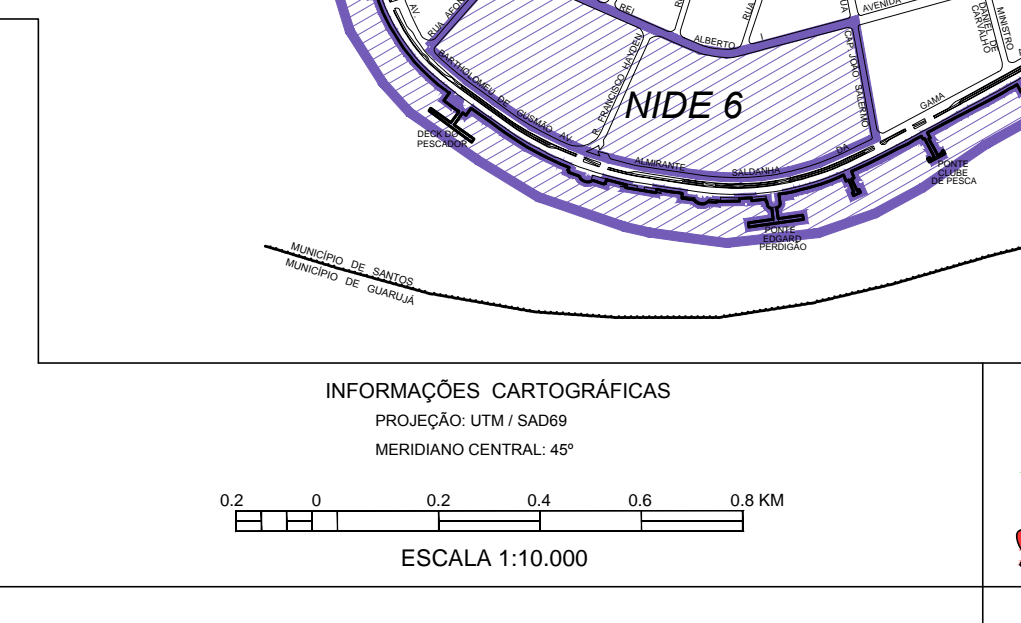 AV.
RUA AFON
REI
RU
RUA
UA
AVENIDA
DANIEL DE
CARVALHO
MINISTRO
ALBERTO I
R. FRANCISCO HAYDEN
CAP. JOÃO SALERMO
NIDE 6
BARTHOLOMEU DE GUSMÃO AV.
GAMA
DECK DO
PESCADOR
ALMIRANTE SALDANHA DA
PONTE
CLUBE
DE PESCA
PONTE
EDGARD
PERDIGÃO
MUNICÍPIO DE SANTOS
MUNICÍPIO DE GUARUJÁ
INFORMAÇÕES CARTOGRÁFICAS
PROJEÇÃO: UTM / SAD69
MERIDIANO CENTRAL: 45º
0.2 0 0.2 0.4 0.6 0.8 KM
ESCALA 1:10.000